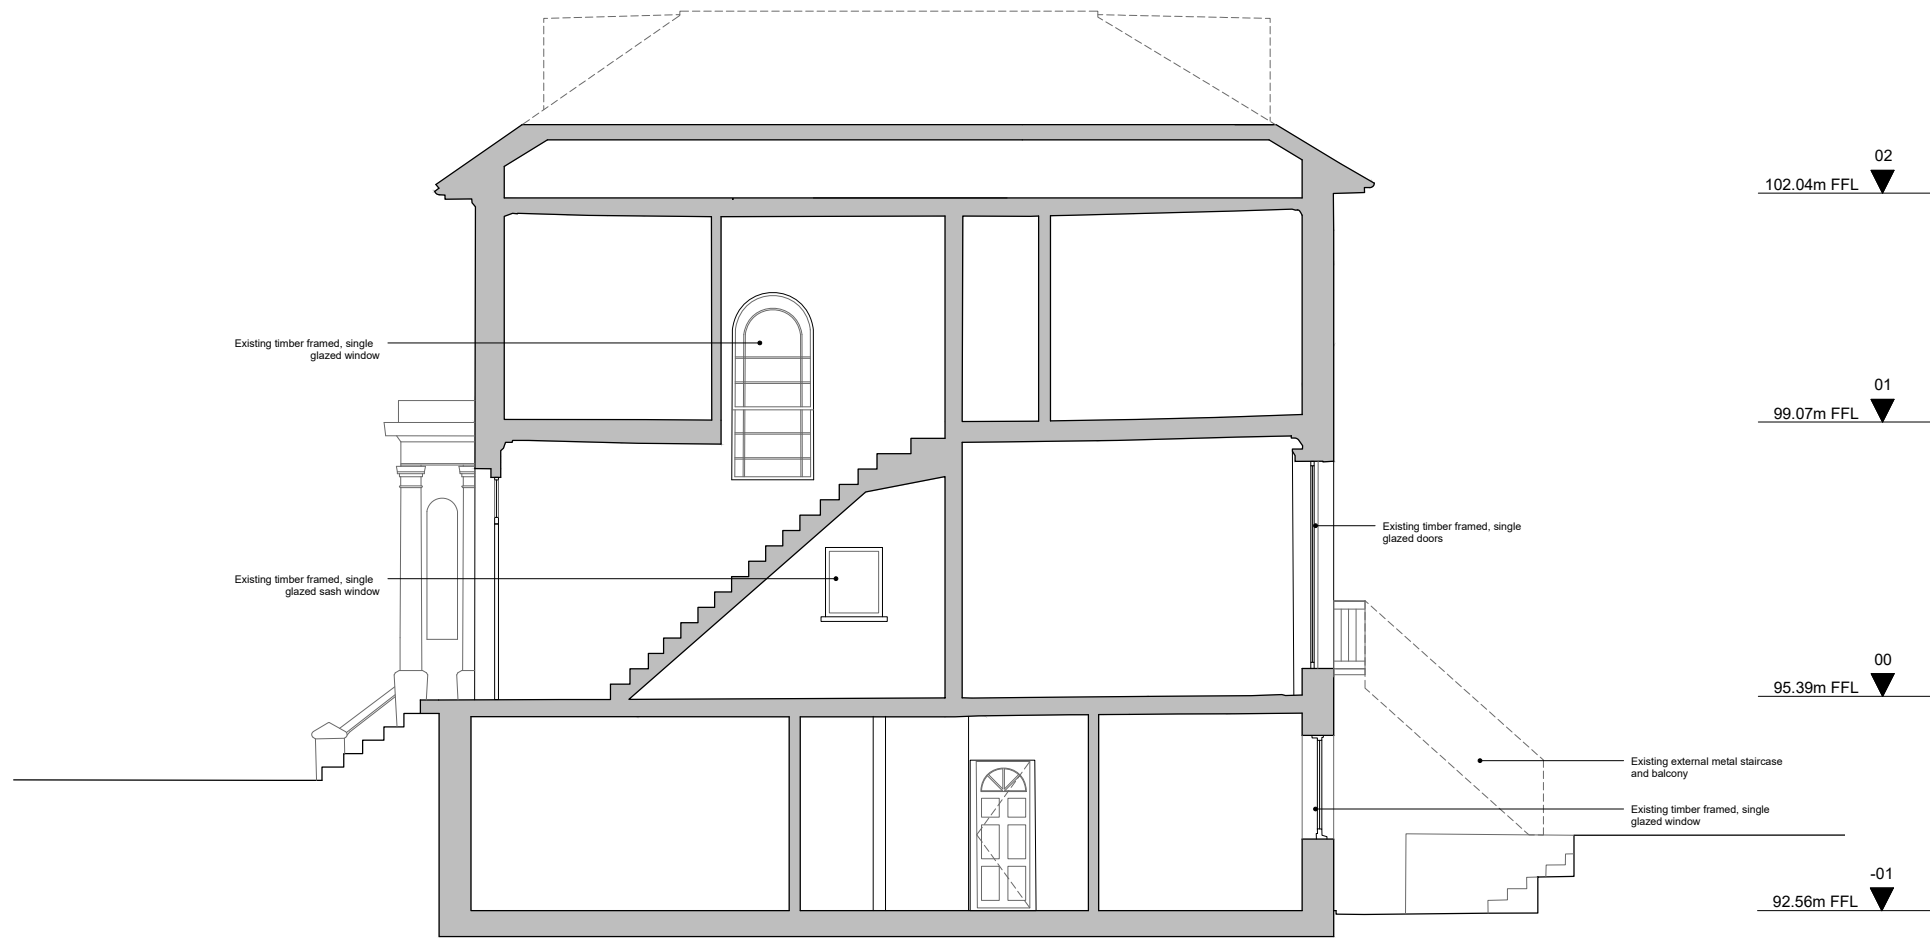 02
102.04m FFL
Existing timber framed, single
glazed window
01
99.07m FFL
Existing timber framed, single
glazed doors
Existing timber framed, single
glazed sash window
00
95.39m FFL
Existing external metal staircase
and balcony
Existing timber framed, single
glazed window
-01
92.56m FFL